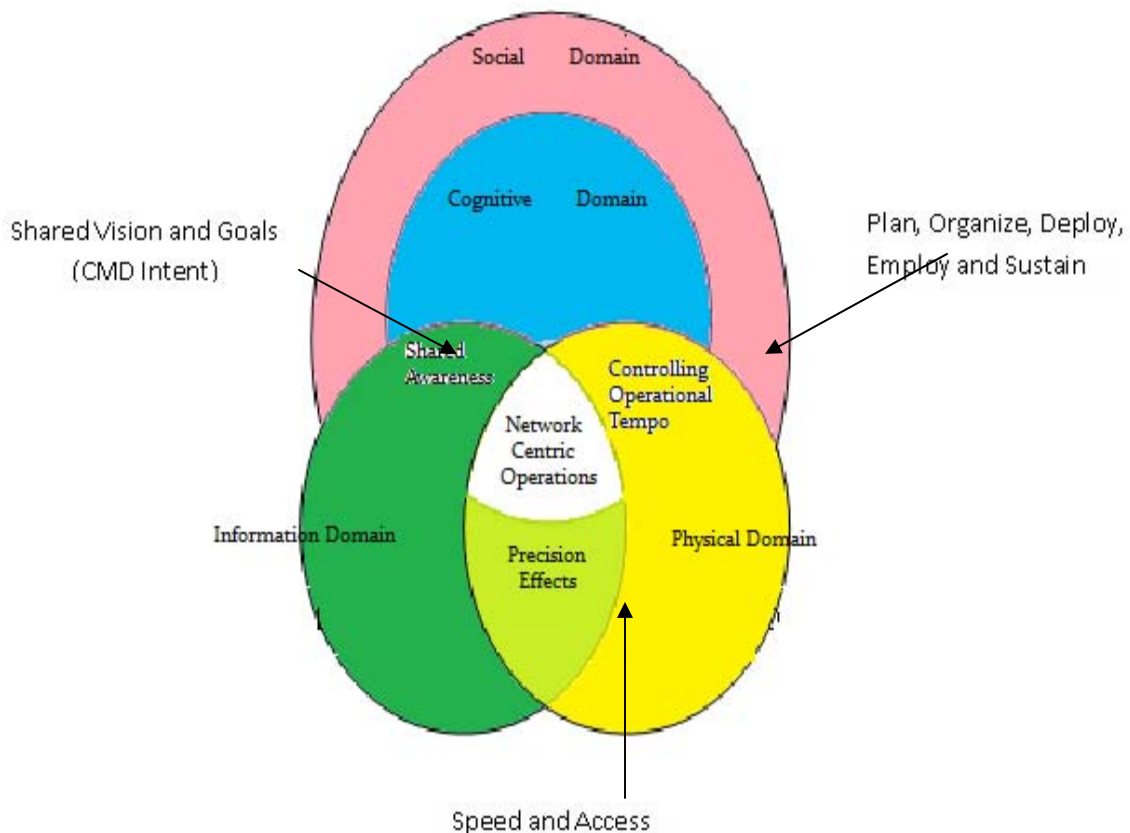 Social Domain
Cognitive Domain
Shared Vision and Goals
(CMD Intent)
Plan, Organize, Deploy,
Employ and Sustain
Shared
Awareness
Controlling
Operational
Tempo
Network
Centric
Operations
Information Domain
Physical Domain
Precision
Effects
Speed and Access